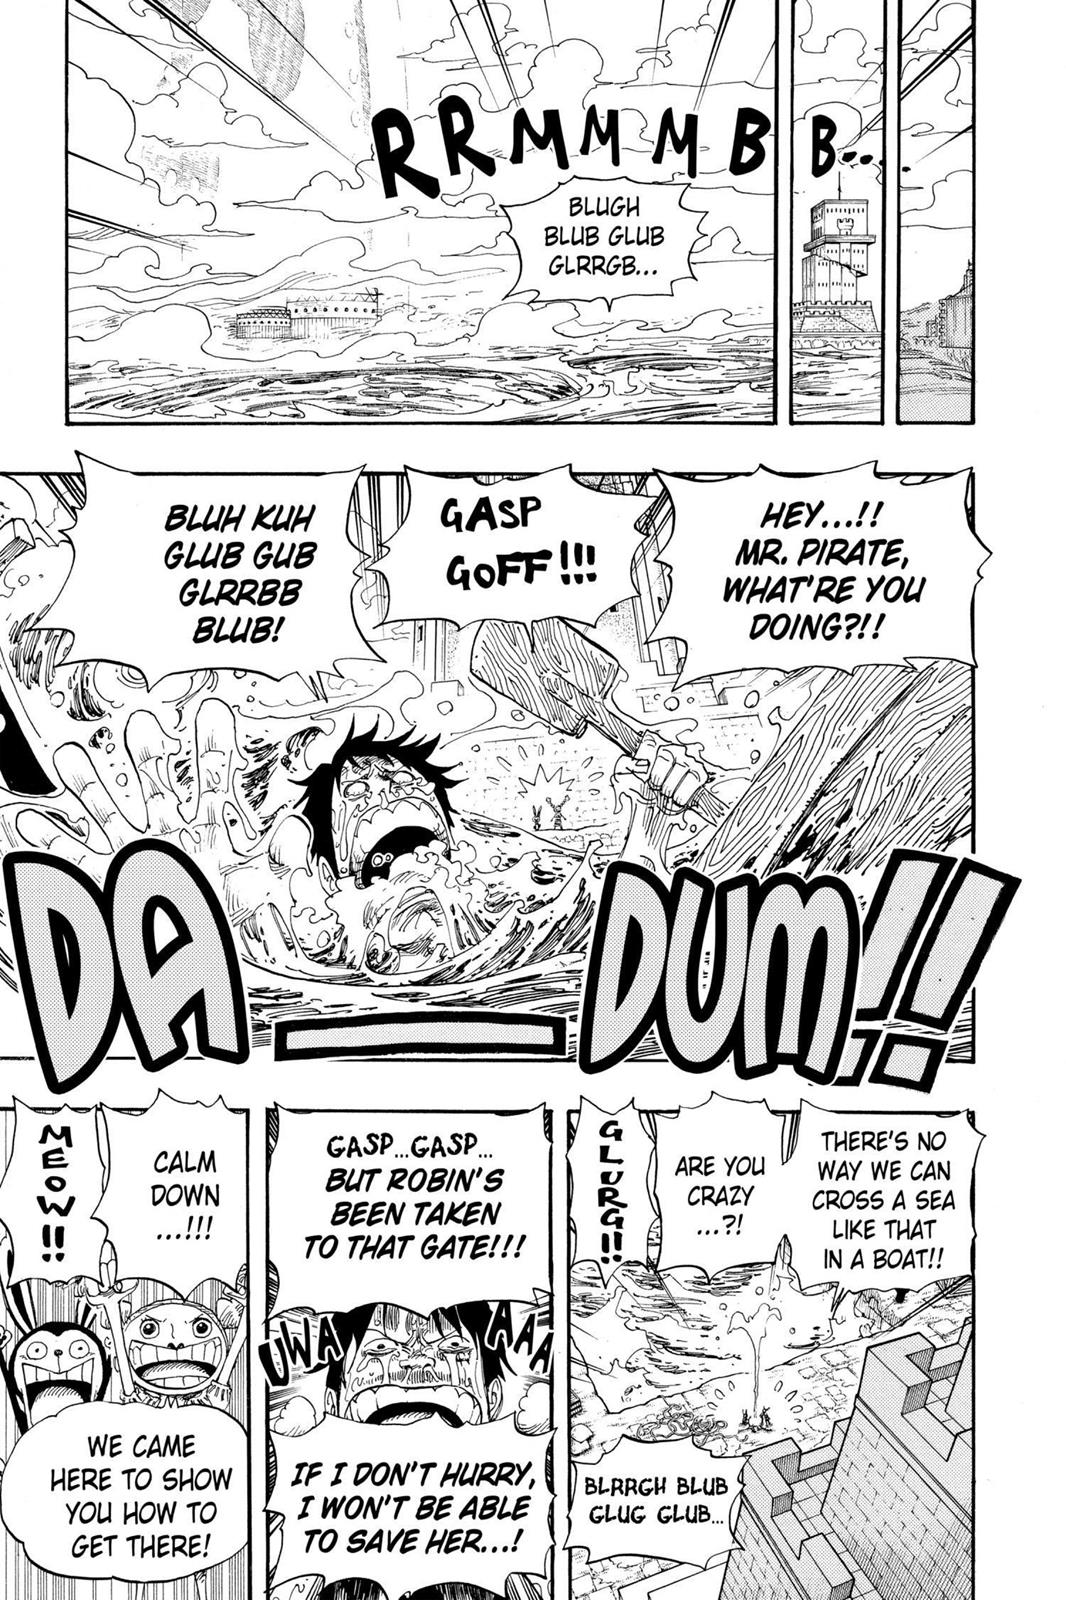 RRMMMBB...
BLUGH
BLUB GLUB
GLRRGB...
HEY...!!
MR. PIRATE,
WHAT'RE YOU
DOING?!!
GASP
GOFF!!!
BLUH KUH
GLUB GUB
GLRRBB
BLUB!
DA_DUM!!
THERE'S NO
WAY WE CAN
CROSS A SEA
LIKE THAT
IN A BOAT!!
ARE YOU
CRAZY
...?!
GLURG!!
BLRRGH BLUB
GLUG GLUB...
GASP...GASP...
BUT ROBIN'S
BEEN TAKEN
TO THAT GATE!!!
UWA
AAA
IF I DON'T HURRY,
I WON'T BE ABLE
TO SAVE HER...!
CALM
DOWN
...!!!
MEOW!!
WE CAME
HERE TO SHOW
YOU HOW TO
GET THERE!